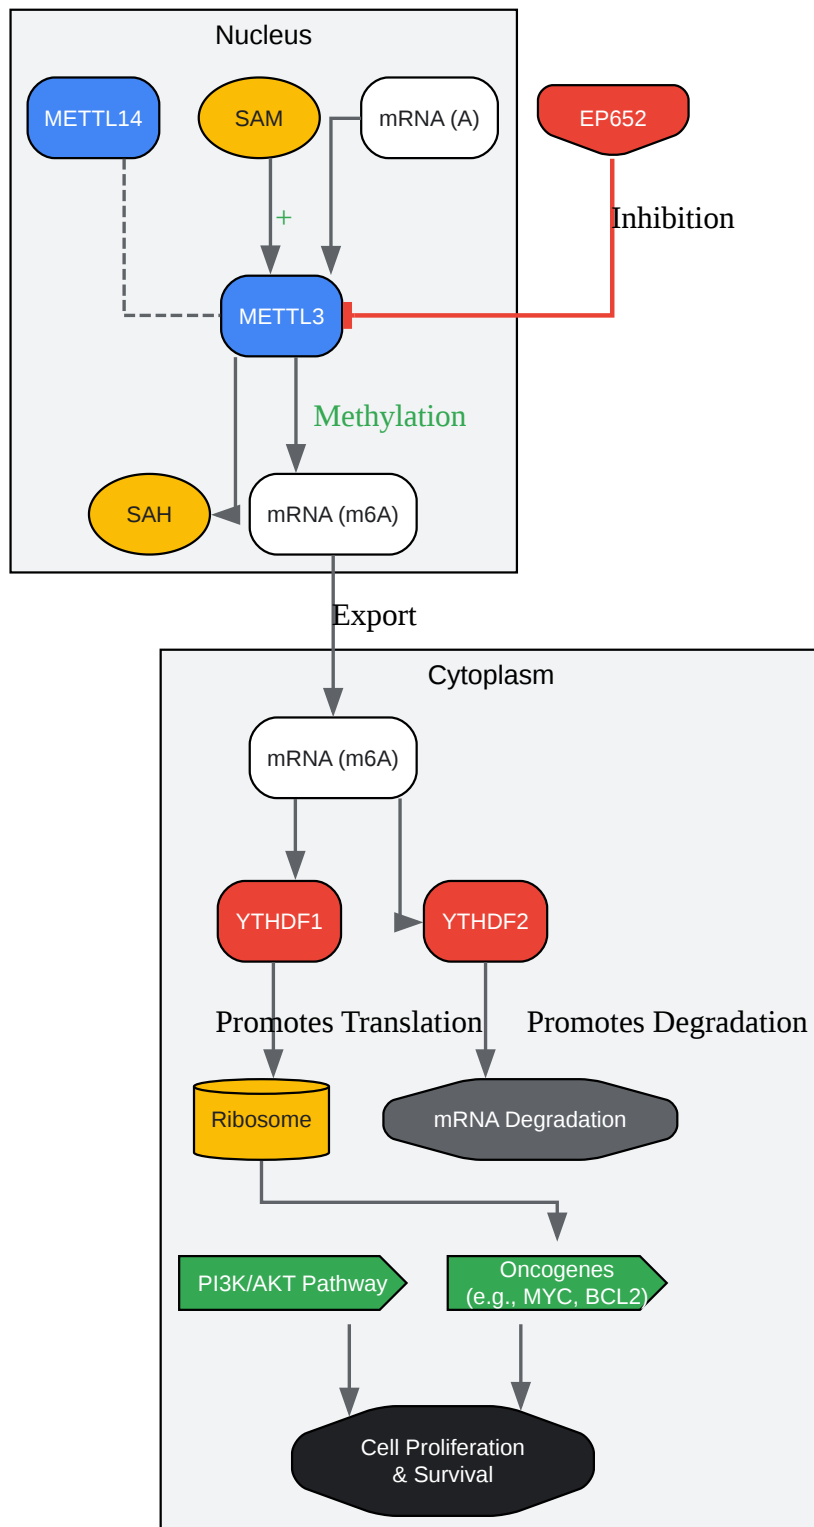 Nucleus
METTL14
SAM
mRNA (A)
EP652
+
Inhibition
METTL3
Methylation
SAH
mRNA (m6A)
Export
Cytoplasm
mRNA (m6A)
YTHDF1
YTHDF2
Promotes Translation
Promotes Degradation
Ribosome
mRNA Degradation
PI3K/AKT Pathway
Oncogenes
(e.g., MYC, BCL2)
Cell Proliferation
& Survival